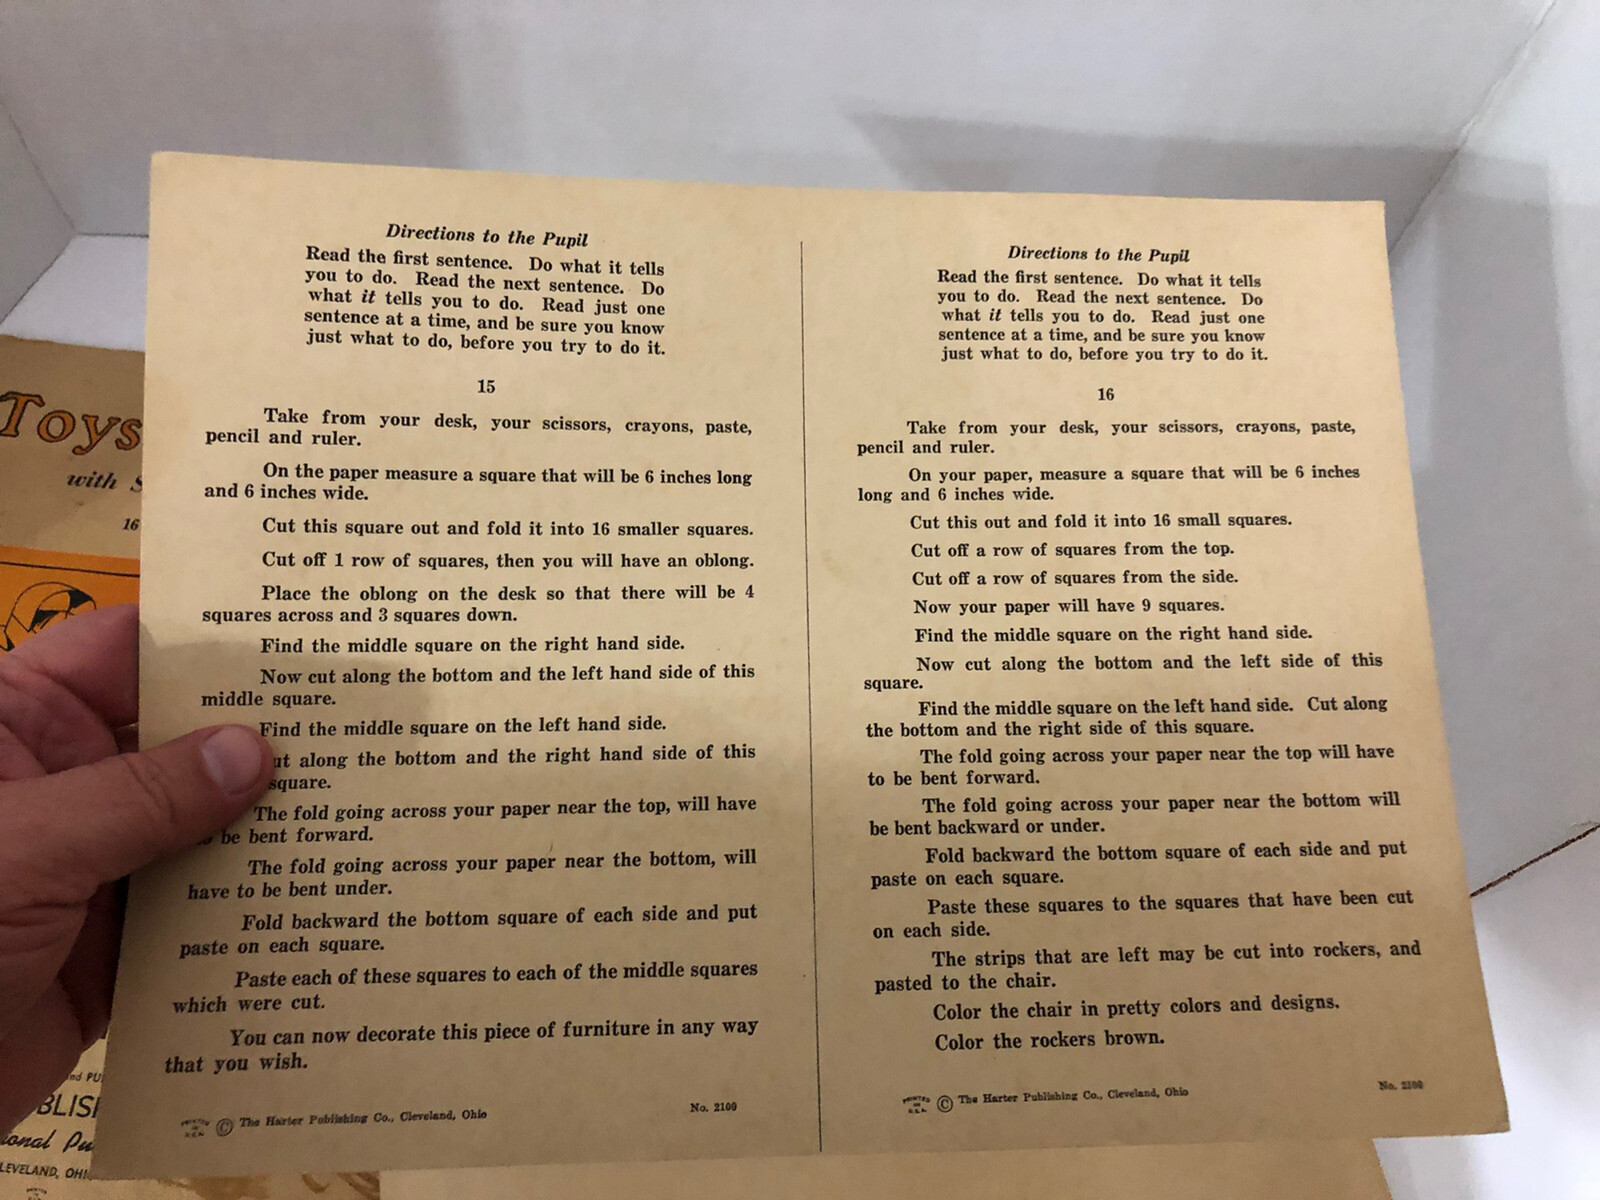 Directions to the Pupil
Read the first sentence. Do what it tells
you to do. Read the next sentence. Do
what it tells you to do. Read just one
sentence at a time, and be sure you know
just what to do, before you try to do it.
15
Take from your desk, your scissors, crayons, paste,
pencil and ruler.
On the paper measure a square that will be 6 inches long
and 6 inches wide.
Cut this square out and fold it into 16 smaller squares.
Cut off 1 row of squares, then you will have an oblong.
Place the oblong on the desk so that there will be 4
squares across and 3 squares down.
Find the middle square on the right hand side.
Now cut along the bottom and the left hand side of this
middle square.
Find the middle square on the left hand side.
ut along the bottom and the right hand side of this
square.
The fold going across your paper near the top, will have
be bent forward.
The fold going across your paper near the bottom, will
have to be bent under.
Fold backward the bottom square of each side and put
paste on each square.
Paste each of these squares to each of the middle squares
which were cut.
You can now decorate this piece of furniture in any way
that you wish.
PRINTED
IN
U.S.A.
© The Harter Publishing Co., Cleveland, Ohio
No. 2100
Directions to the Pupil
Read the first sentence. Do what it tells
you to do. Read the next sentence. Do
what it tells you to do. Read just one
sentence at a time, and be sure you know
just what to do, before you try to do it.
16
Take from your desk, your scissors, crayons, paste,
pencil and ruler.
On your paper, measure a square that will be 6 inches
long and 6 inches wide.
Cut this out and fold it into 16 small squares.
Cut off a row of squares from the top.
Cut off a row of squares from the side.
Now your paper will have 9 squares.
Find the middle square on the right hand side.
Now cut along the bottom and the left side of this
square.
Find the middle square on the left hand side. Cut along
the bottom and the right side of this square.
The fold going across your paper near the top will have
to be bent forward.
The fold going across your paper near the bottom will
be bent backward or under.
Fold backward the bottom square of each side and put
paste on each square.
Paste these squares to the squares that have been cut
on each side.
The strips that are left may be cut into rockers, and
pasted to the chair.
Color the chair in pretty colors and designs.
Color the rockers brown.
PRINTED
IN
U.S.A.
© The Harter Publishing Co., Cleveland, Ohio
No. 2100
Toys
with S
16
nd PU
BLISH
ional Pu
LEVELAND, OHI